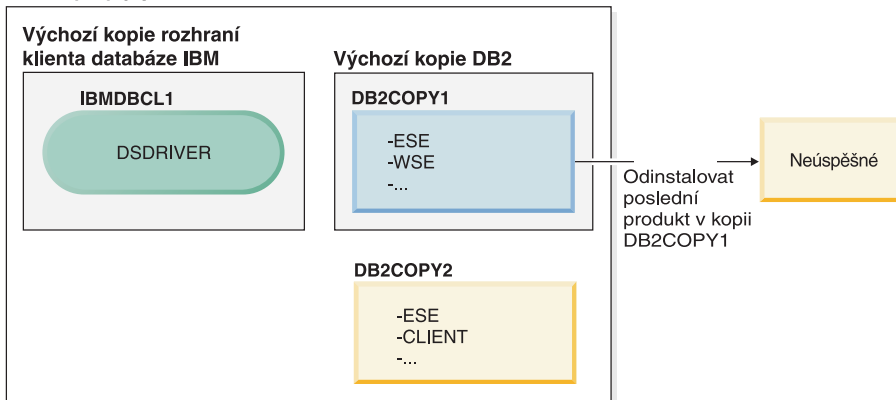 Výchozí kopie rozhraní
klienta databáze IBM
IBMDBCL1
DSDRIVER
Výchozí kopie DB2
DB2COPY1
-ESE
-WSE
-...
Odinstalovat
poslední
produkt v kopii
DB2COPY1
Neúspěšné
DB2COPY2
-ESE
-CLIENT
-...